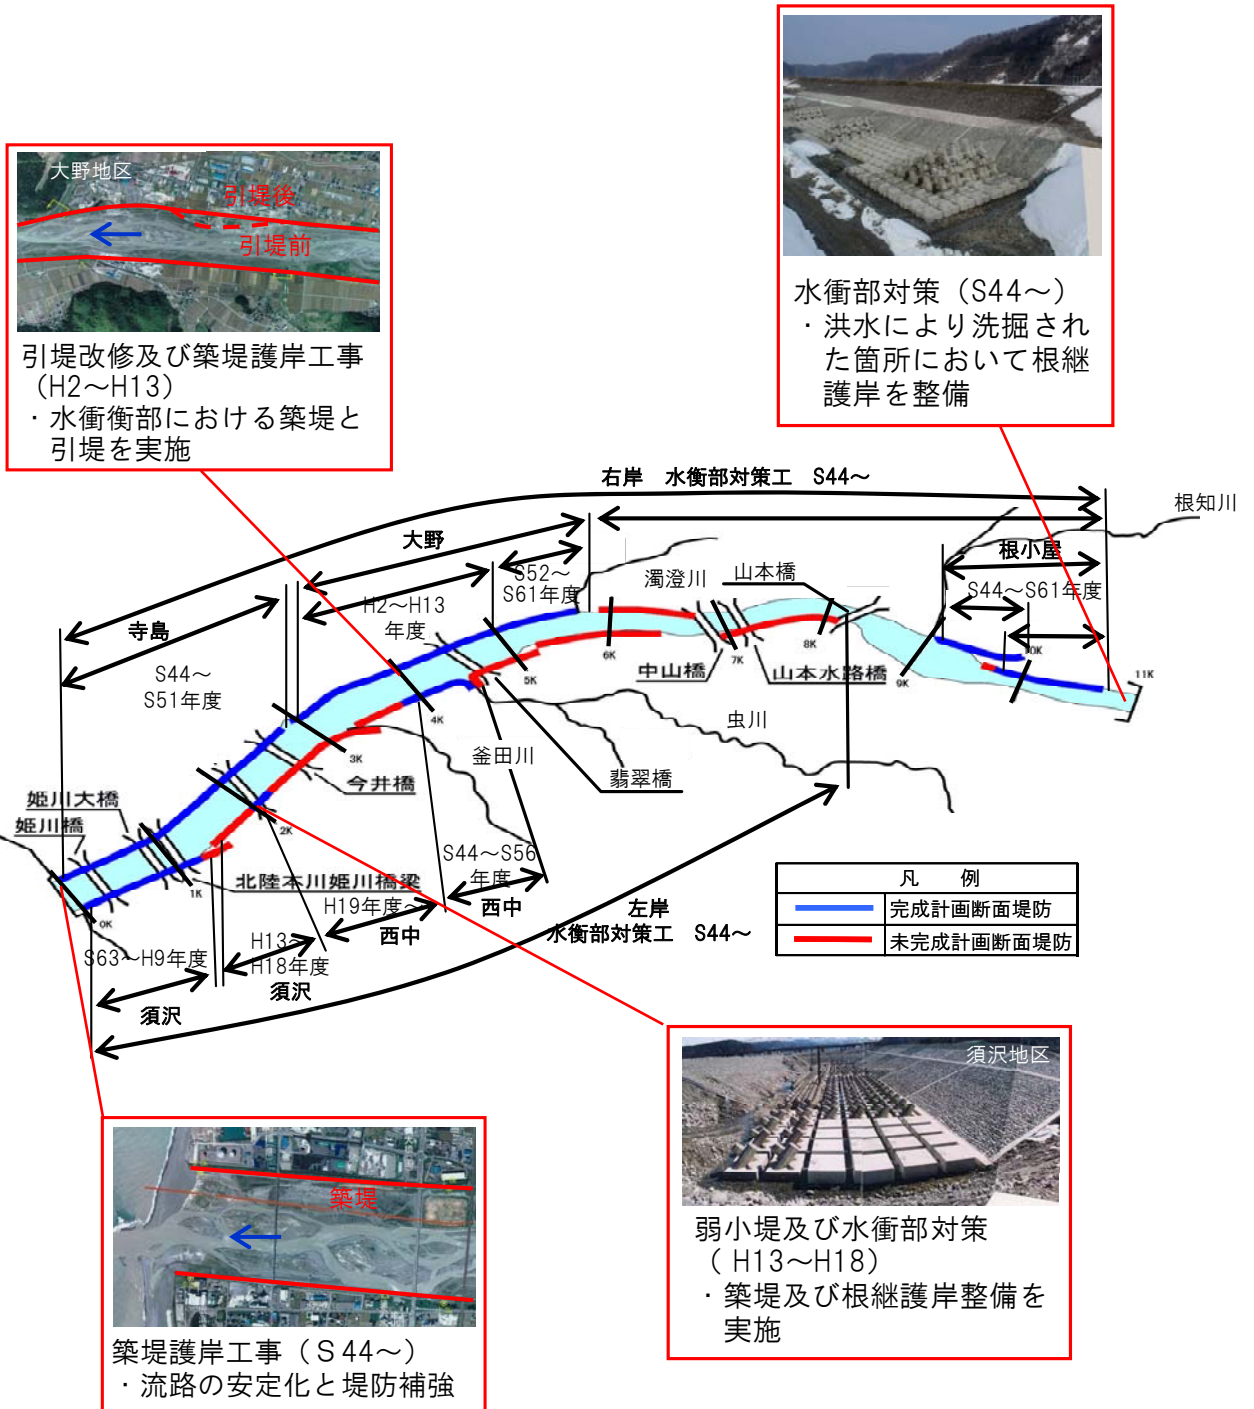 大野地区
引堤後
引堤前
引堤改修及び築堤護岸工事
（H2～H13）
・水衝衡部における築堤と
引堤を実施
水衝部対策（S44～）
・洪水により洗掘され
た箇所において根継
護岸を整備
右岸　水衝部対策工　S44～
根知川
大野
根小屋
S52～
S61年度
濁澄川
山本橋
S44～S61年度
H2～H13
年度
寺島
S44～
S51年度
6K
8K
10K
7K
中山橋
山本水路橋
5K
9K
11K
4K
虫川
釜田川
3K
翡翠橋
今井橋
姫川大橋
姫川橋
2K
1K
北陸本川姫川橋梁
0K
S44～S56
年度
H19年度～
西中
西中
左岸
水衝部対策工　S44～
H13～
H18年度
須沢
S63～H9年度
須沢
凡　例
完成計画断面堤防
未完成計画断面堤防
須沢地区
弱小堤及び水衝部対策
（ H13～H18）
・築堤及び根継護岸整備を
実施
築堤
築堤護岸工事（Ｓ44～）
・流路の安定化と堤防補強